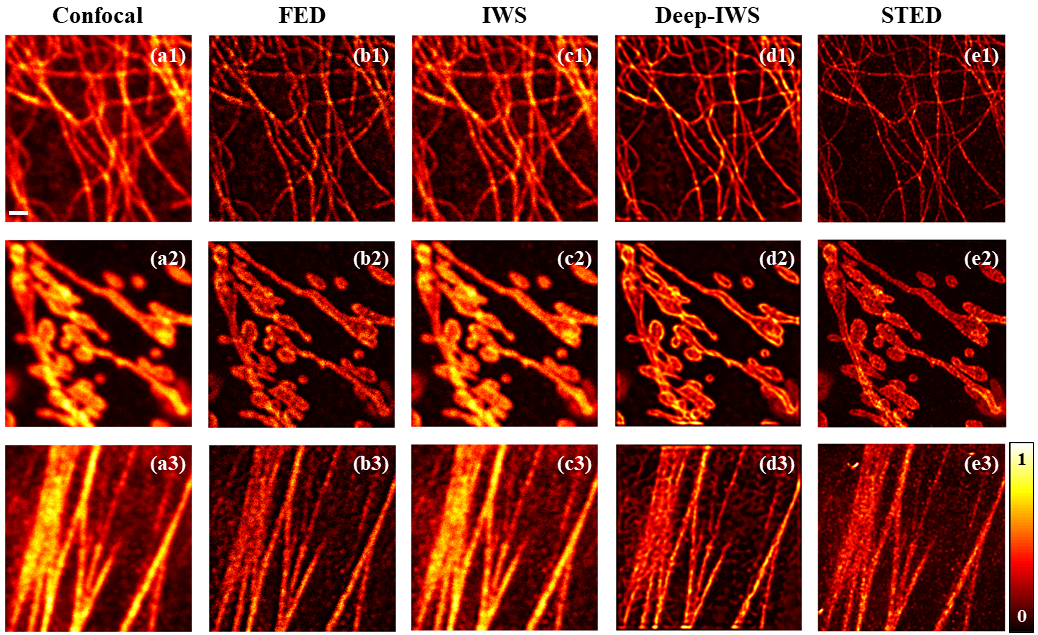 Confocal FED IWS Deep-IWS STED
(a1) (b1) (c1) (d1) (e1)
(a2) (b2) (c2) (d2) (e2)
(a3) (b3) (c3) (d3) (e3)
1
0